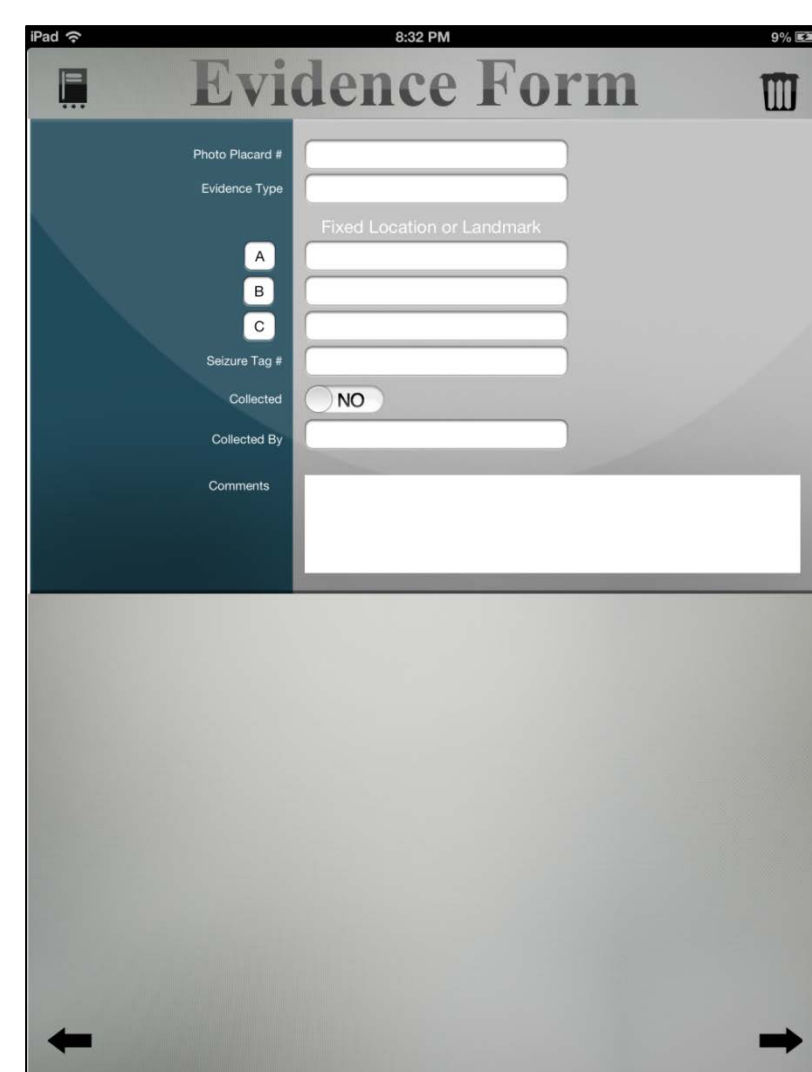 iPad 8:32 PM 9%
Evidence Form
Photo Placard #
Evidence Type
Fixed Location or Landmark
A
B
C
Seizure Tag #
Collected NO
Collected By
Comments